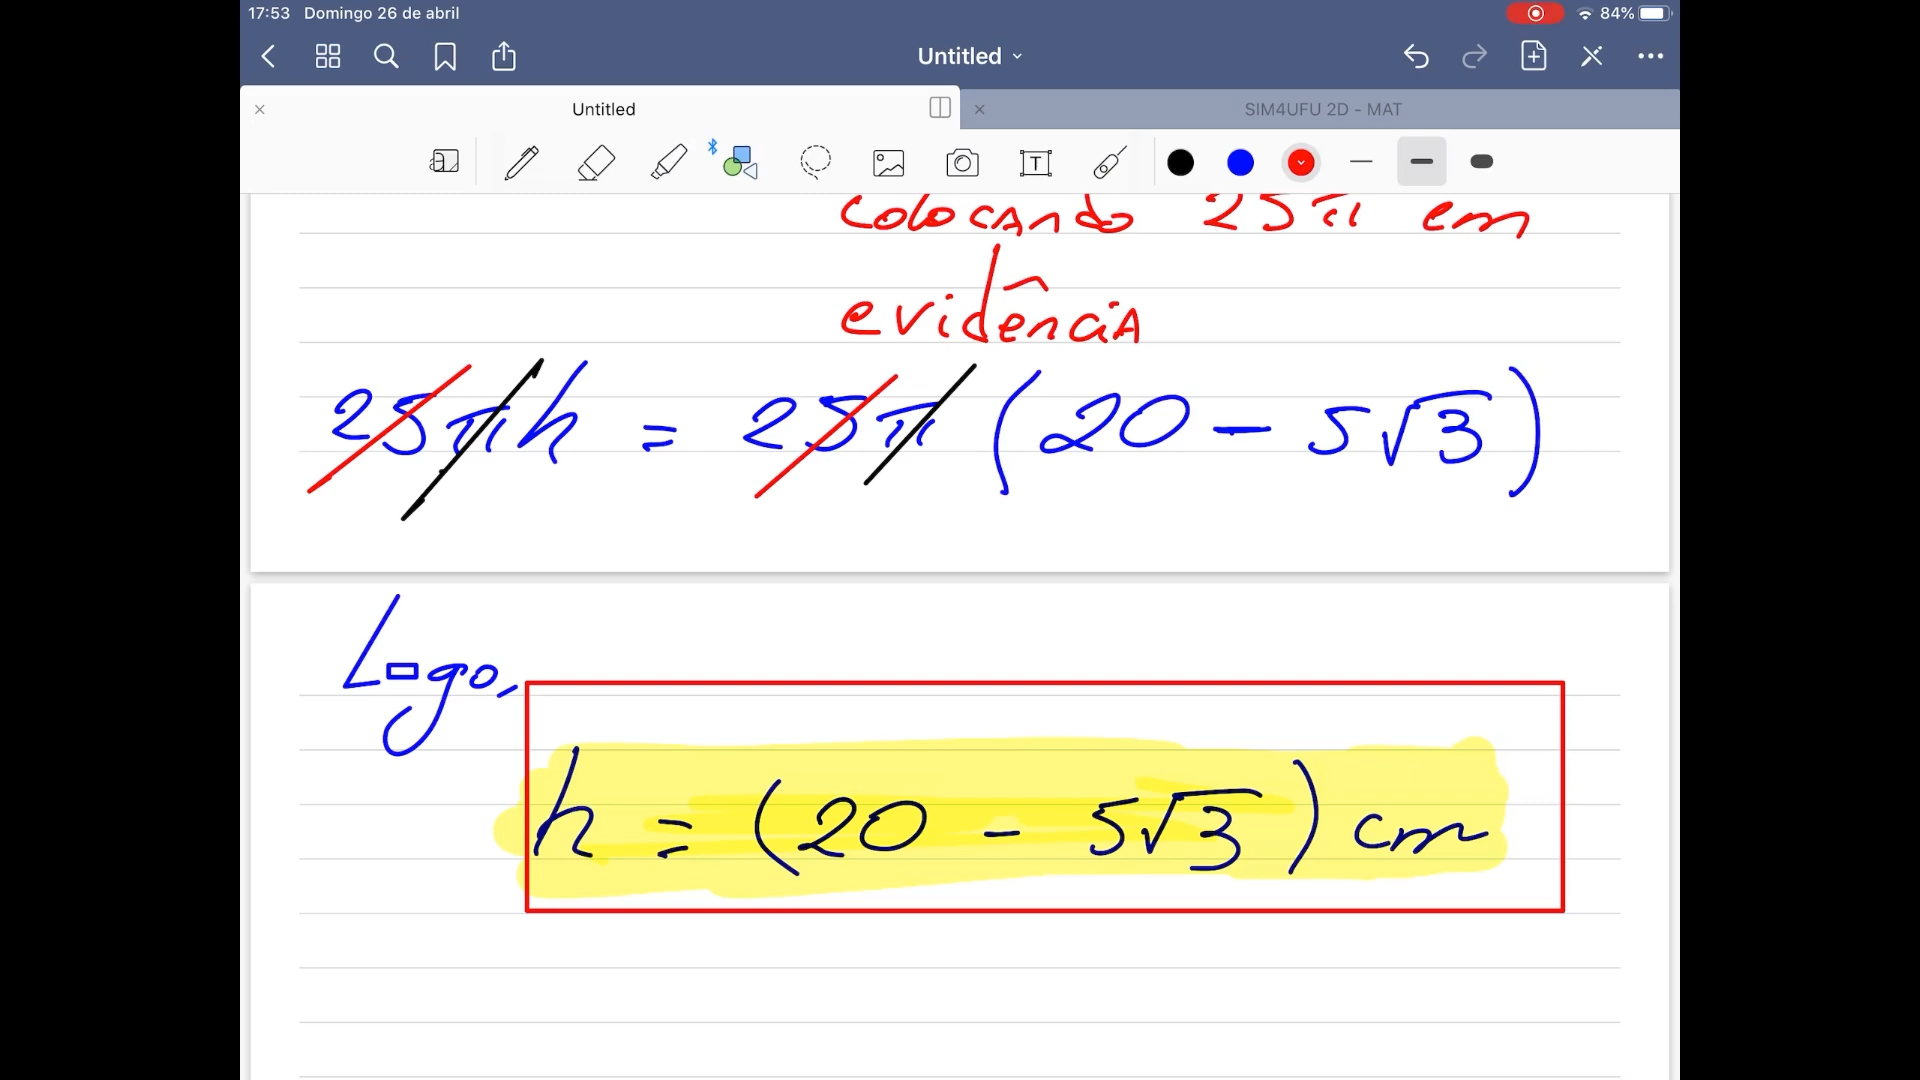 17:53 Domingo 26 de abril 84%
Untitled
Untitled SIM4UFU 2D - MAT
colocando 25π em
evidência
25πh = 25π (20 - 5√3)
Logo,
h = (20 - 5√3) cm